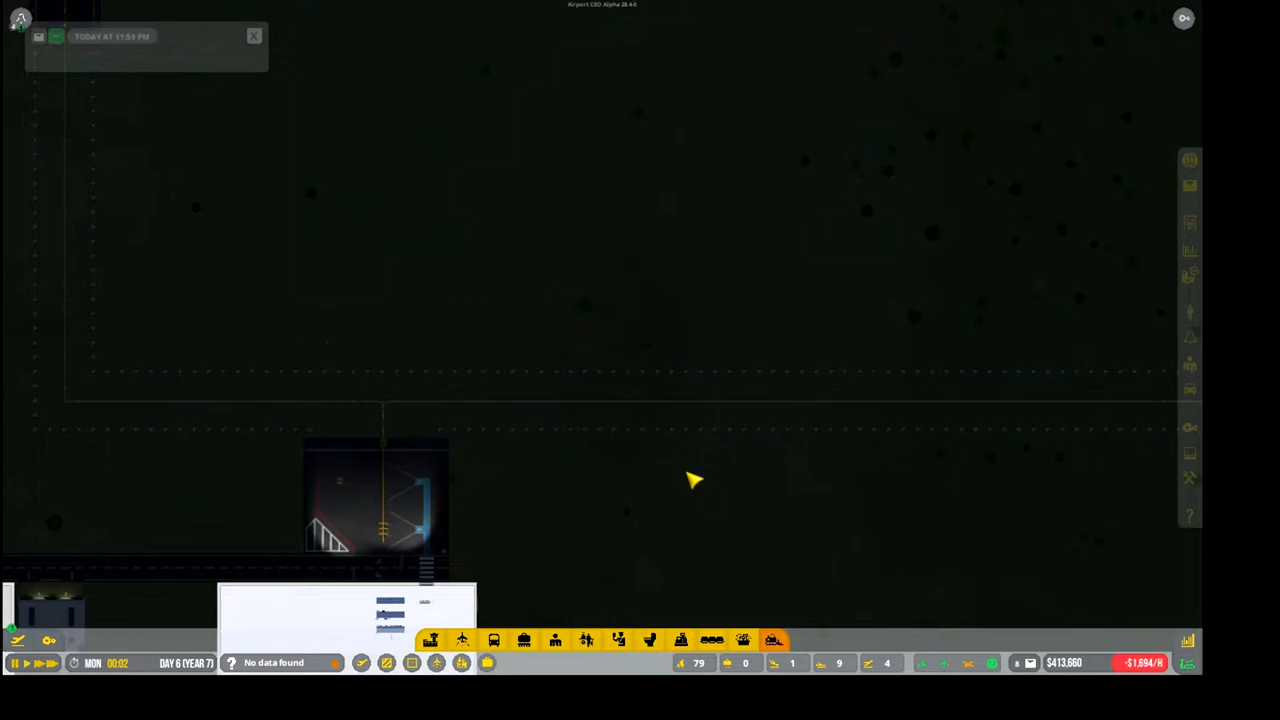 Airport CEO Alpha 28.4-0
TODAY AT 11:59 PM
X
?
MON 00:02
DAY 6 (YEAR 7)
? No data found
79
0
1
9
4
8
$413,660
-$1,694/H